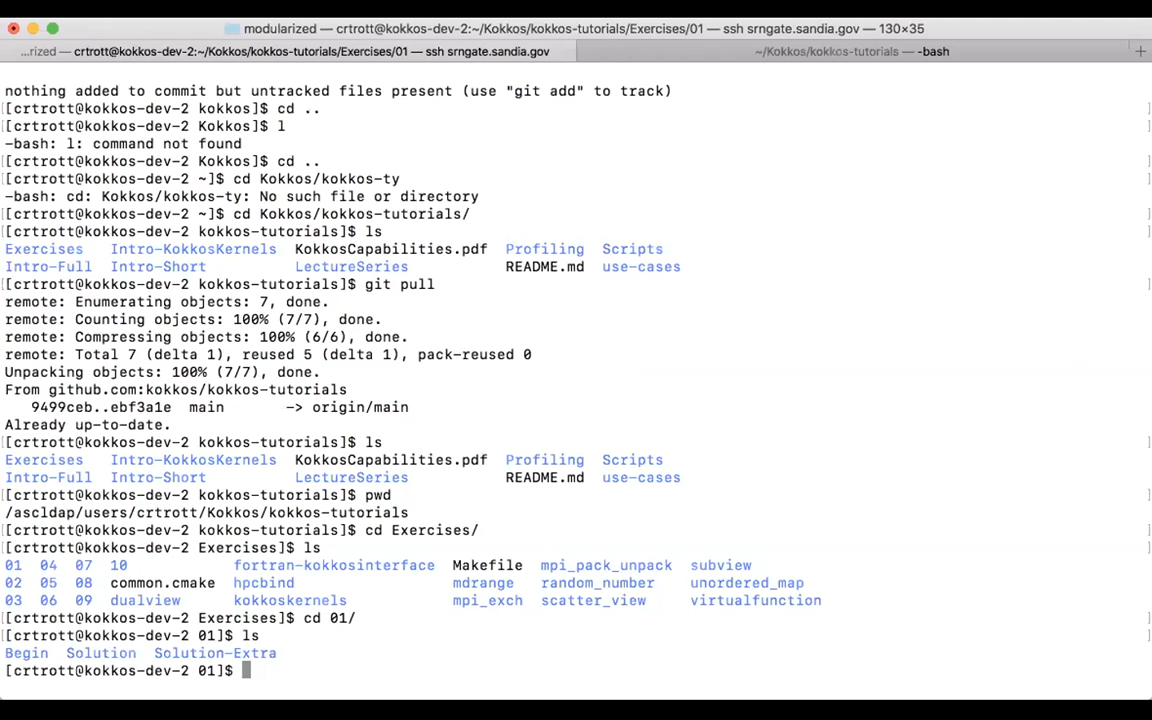 modularized — crtrott@kokkos-dev-2:~/Kokkos/kokkos-tutorials/Exercises/01 — ssh srngate.sandia.gov — 130×35
...rized — crtrott@kokkos-dev-2:~/Kokkos/kokkos-tutorials/Exercises/01 — ssh srngate.sandia.gov ~/Kokkos/kokkos-tutorials — -bash +
nothing added to commit but untracked files present (use "git add" to track)
[crtrott@kokkos-dev-2 kokkos]$ cd ..
[crtrott@kokkos-dev-2 Kokkos]$ l
-bash: l: command not found
[crtrott@kokkos-dev-2 Kokkos]$ cd ..
[crtrott@kokkos-dev-2 ~]$ cd Kokkos/kokkos-ty
-bash: cd: Kokkos/kokkos-ty: No such file or directory
[crtrott@kokkos-dev-2 ~]$ cd Kokkos/kokkos-tutorials/
[crtrott@kokkos-dev-2 kokkos-tutorials]$ ls
Exercises Intro-KokkosKernels KokkosCapabilities.pdf Profiling Scripts
Intro-Full Intro-Short LectureSeries README.md use-cases
[crtrott@kokkos-dev-2 kokkos-tutorials]$ git pull
remote: Enumerating objects: 7, done.
remote: Counting objects: 100% (7/7), done.
remote: Compressing objects: 100% (6/6), done.
remote: Total 7 (delta 1), reused 5 (delta 1), pack-reused 0
Unpacking objects: 100% (7/7), done.
From github.com:kokkos/kokkos-tutorials
9499ceb..ebf3a1e main -> origin/main
Already up-to-date.
[crtrott@kokkos-dev-2 kokkos-tutorials]$ ls
Exercises Intro-KokkosKernels KokkosCapabilities.pdf Profiling Scripts
Intro-Full Intro-Short LectureSeries README.md use-cases
[crtrott@kokkos-dev-2 kokkos-tutorials]$ pwd
/ascldap/users/crtrott/Kokkos/kokkos-tutorials
[crtrott@kokkos-dev-2 kokkos-tutorials]$ cd Exercises/
[crtrott@kokkos-dev-2 Exercises]$ ls
01 04 07 10 fortran-kokkosinterface Makefile mpi_pack_unpack subview
02 05 08 common.cmake hpcbind mdrange random_number unordered_map
03 06 09 dualview kokkoskernels mpi_exch scatter_view virtualfunction
[crtrott@kokkos-dev-2 Exercises]$ cd 01/
[crtrott@kokkos-dev-2 01]$ ls
Begin Solution Solution-Extra
[crtrott@kokkos-dev-2 01]$